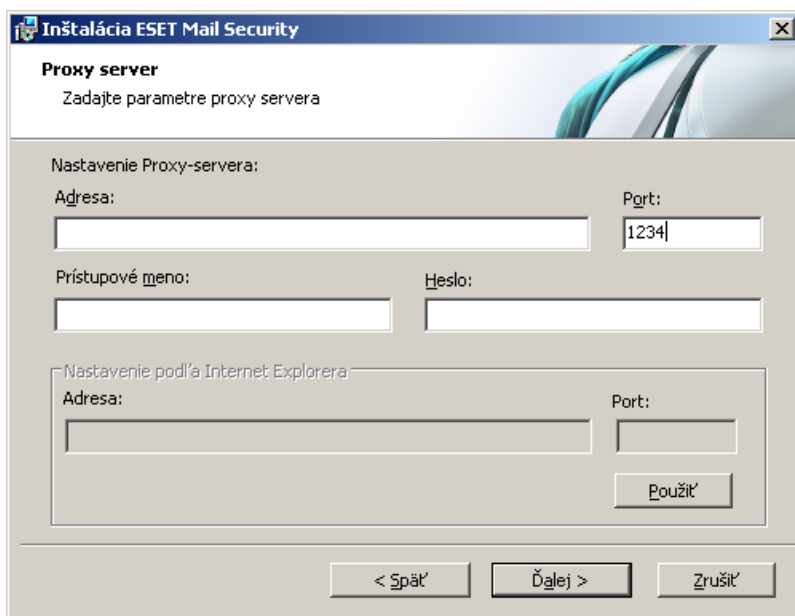 Inštalácia ESET Mail Security
Proxy server
Zadajte parametre proxy servera
Nastavenie Proxy-servera:
Adresa: Port:
1234
Prístupové meno: Heslo:
Nastavenie podľa Internet Explorera
Adresa: Port:
Použiť
< Späť Ďalej > Zrušiť